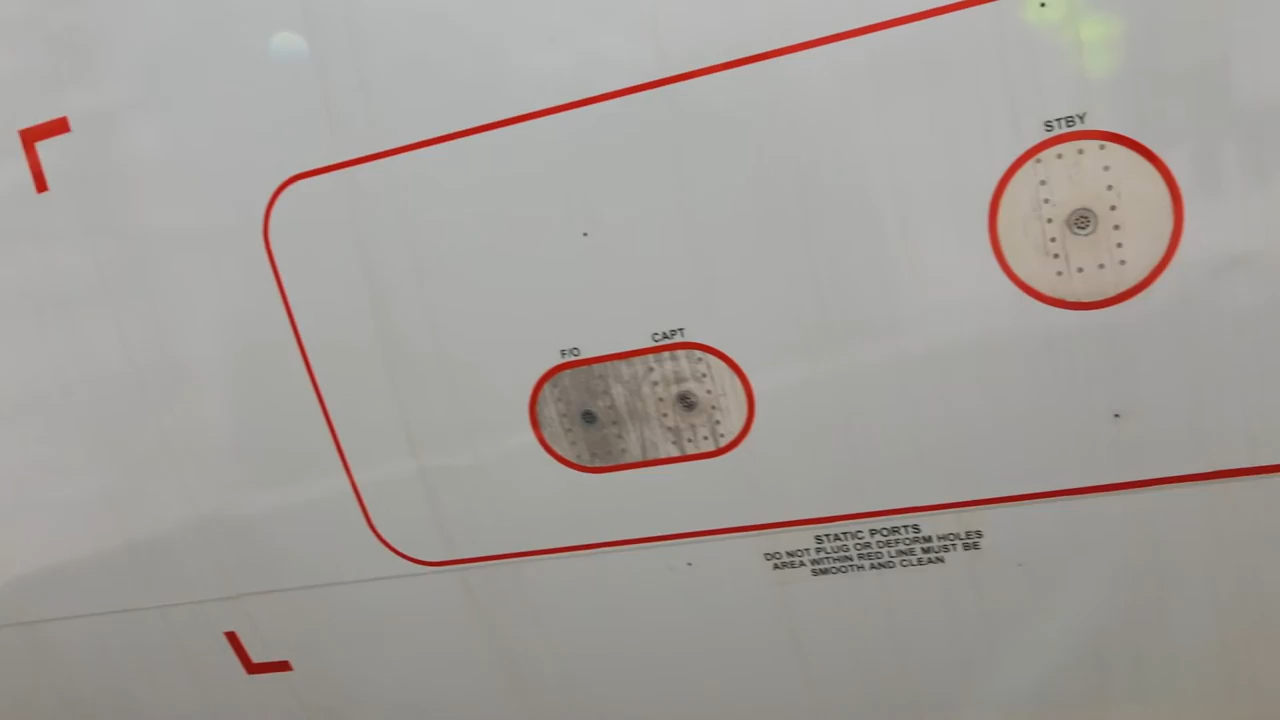 STBY
F/O CAPT
STATIC PORTS
DO NOT PLUG OR DEFORM HOLES
AREA WITHIN RED LINE MUST BE
SMOOTH AND CLEAN